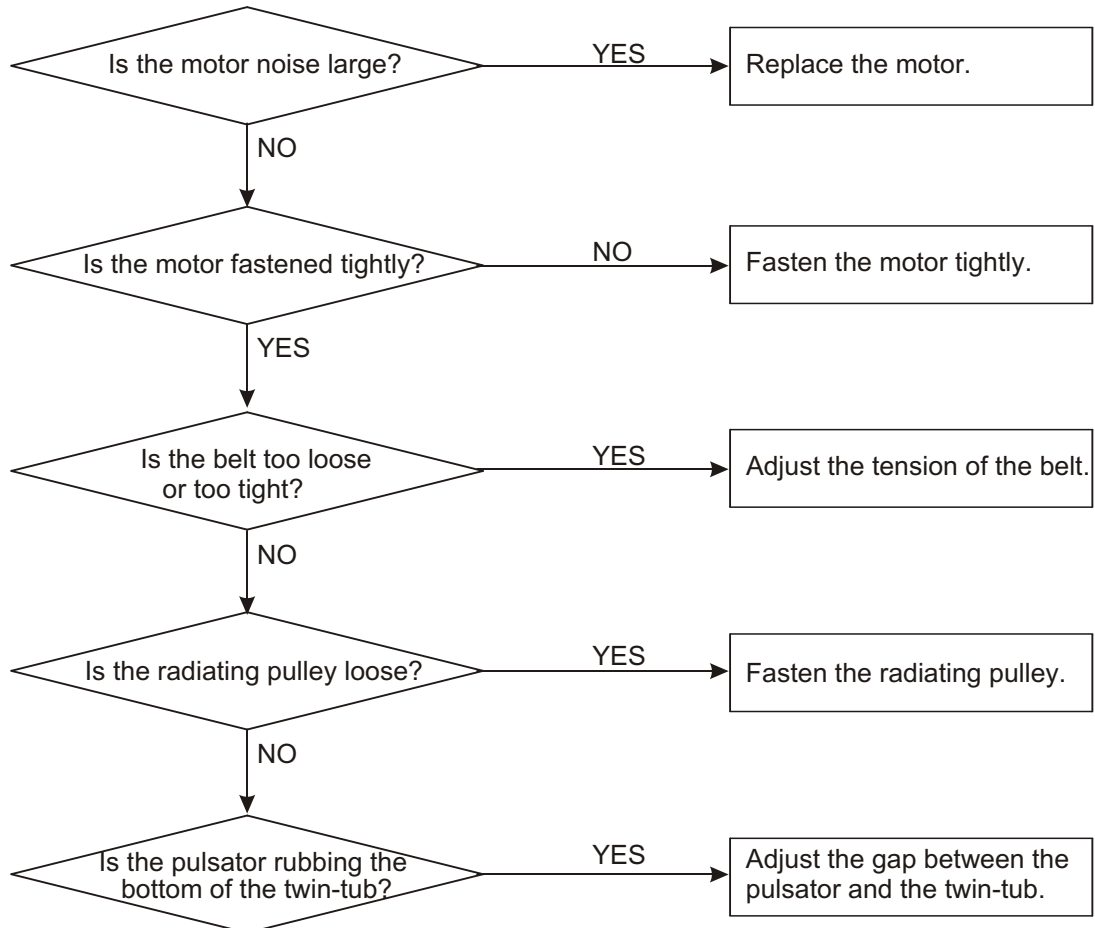 Is the motor noise large?
YES
Replace the motor.
NO
Is the motor fastened tightly?
NO
Fasten the motor tightly.
YES
Is the belt too loose
or too tight?
YES
Adjust the tension of the belt.
NO
Is the radiating pulley loose?
YES
Fasten the radiating pulley.
NO
Is the pulsator rubbing the
bottom of the twin-tub?
YES
Adjust the gap between the
pulsator and the twin-tub.